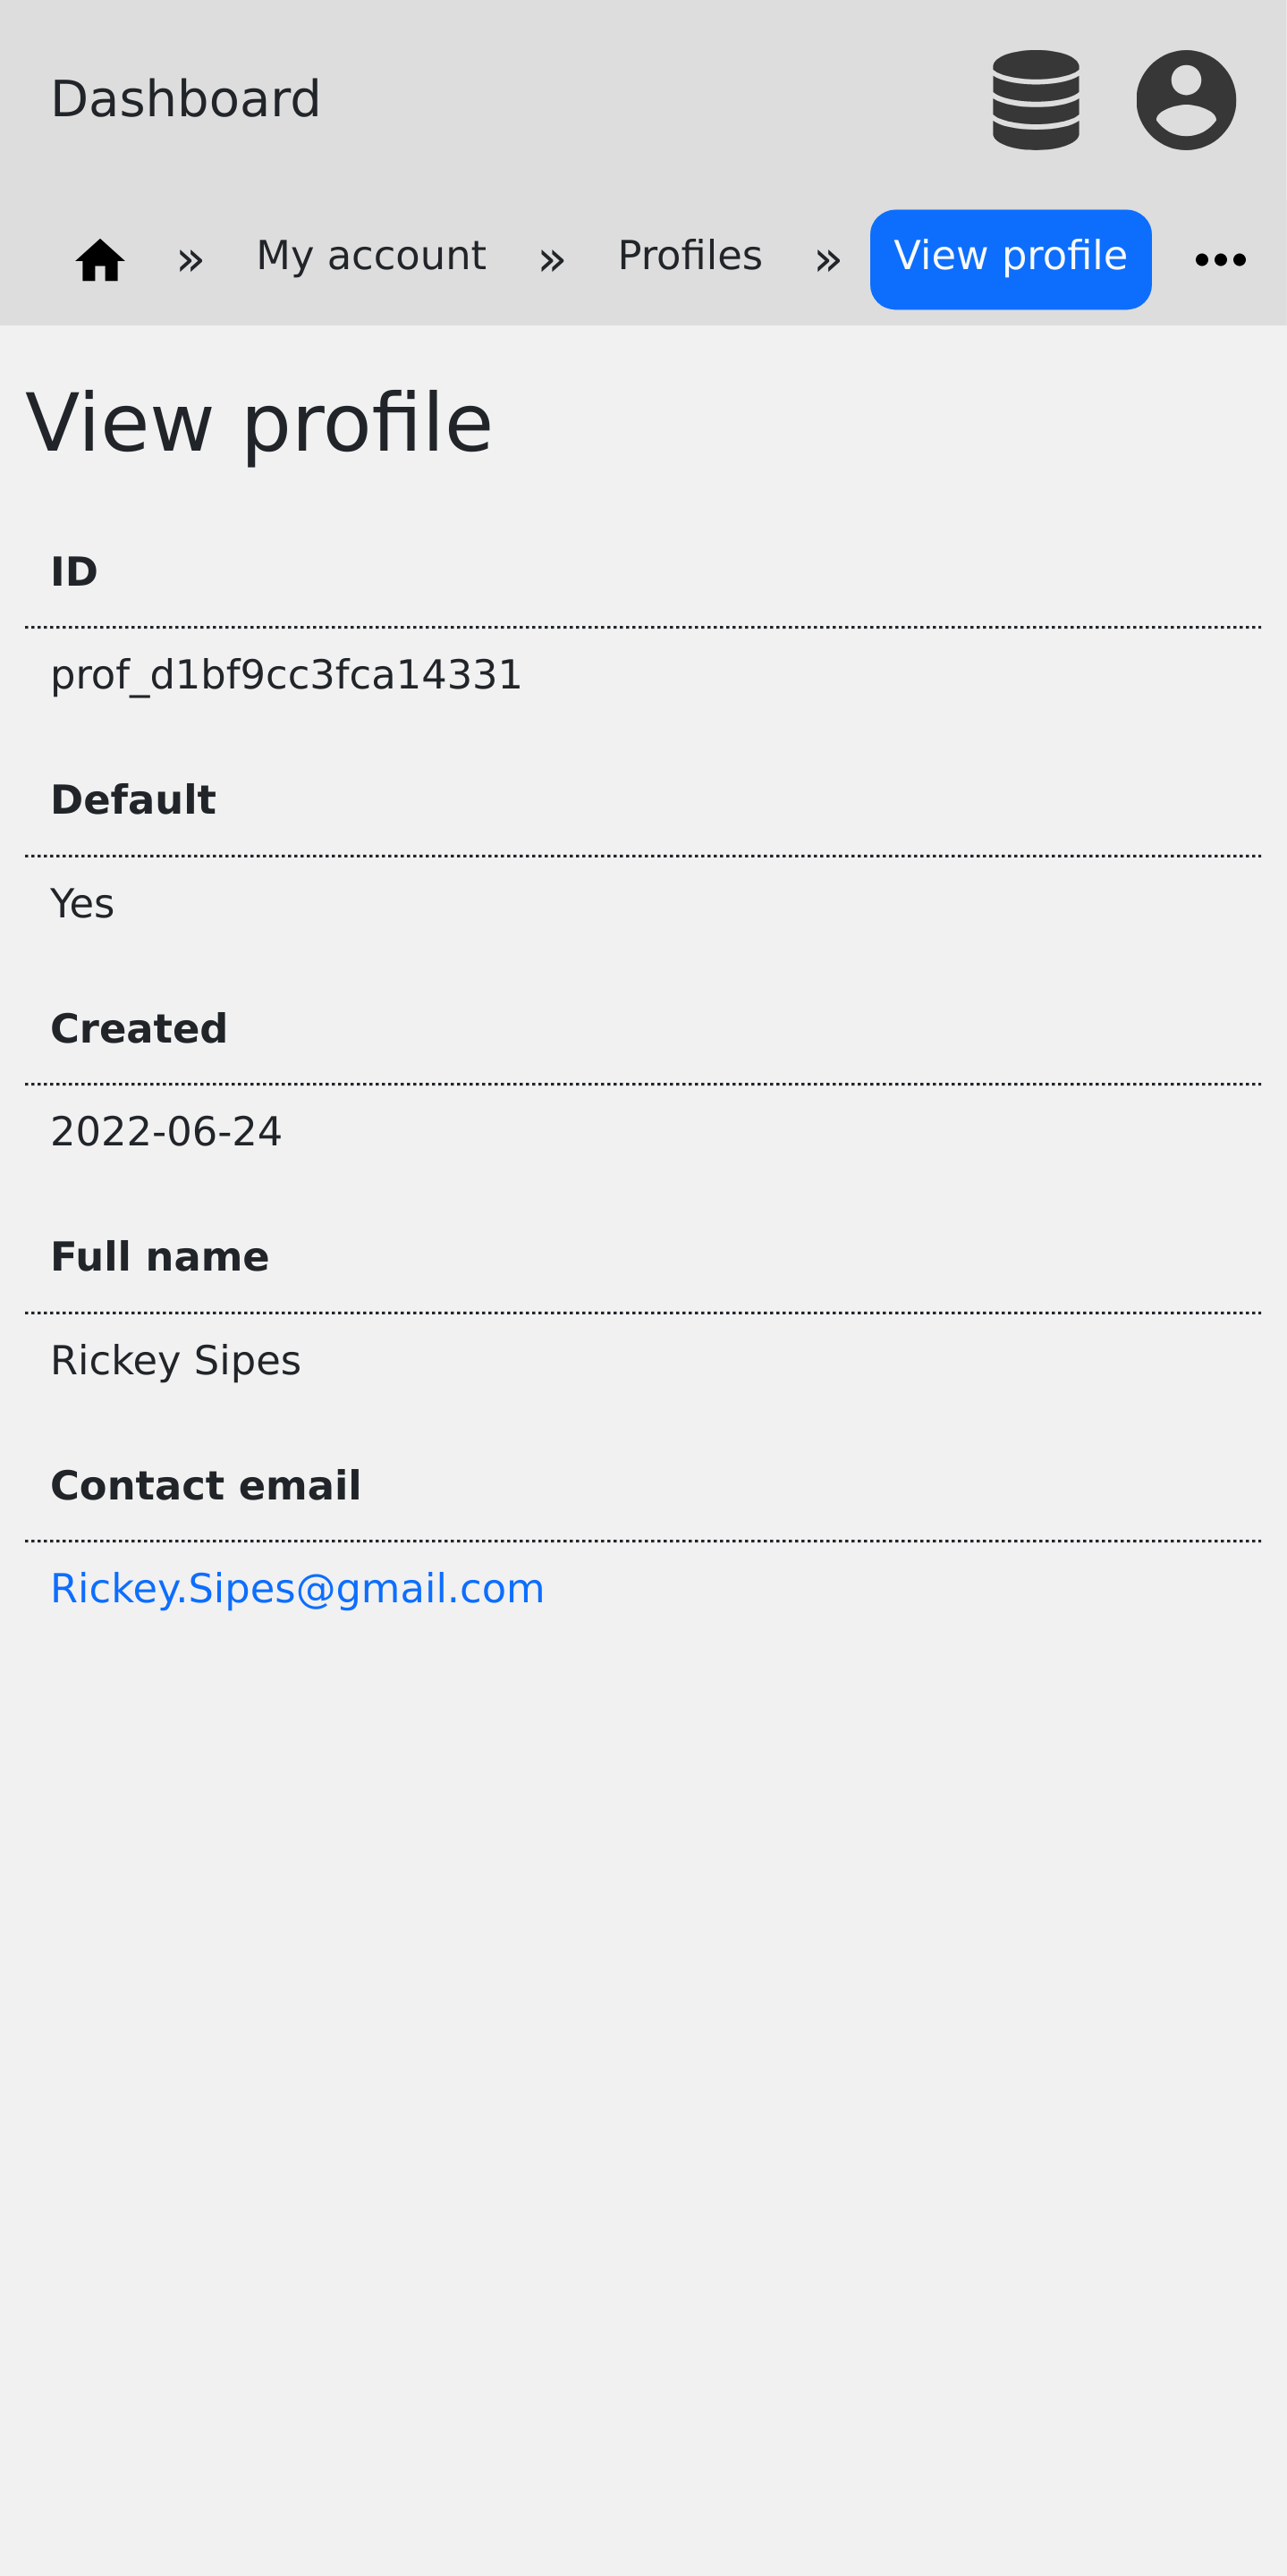 Dashboard
» My account » Profiles » View profile
View profile
ID
prof_d1bf9cc3fca14331
Default
Yes
Created
2022-06-24
Full name
Rickey Sipes
Contact email
Rickey.Sipes@gmail.com